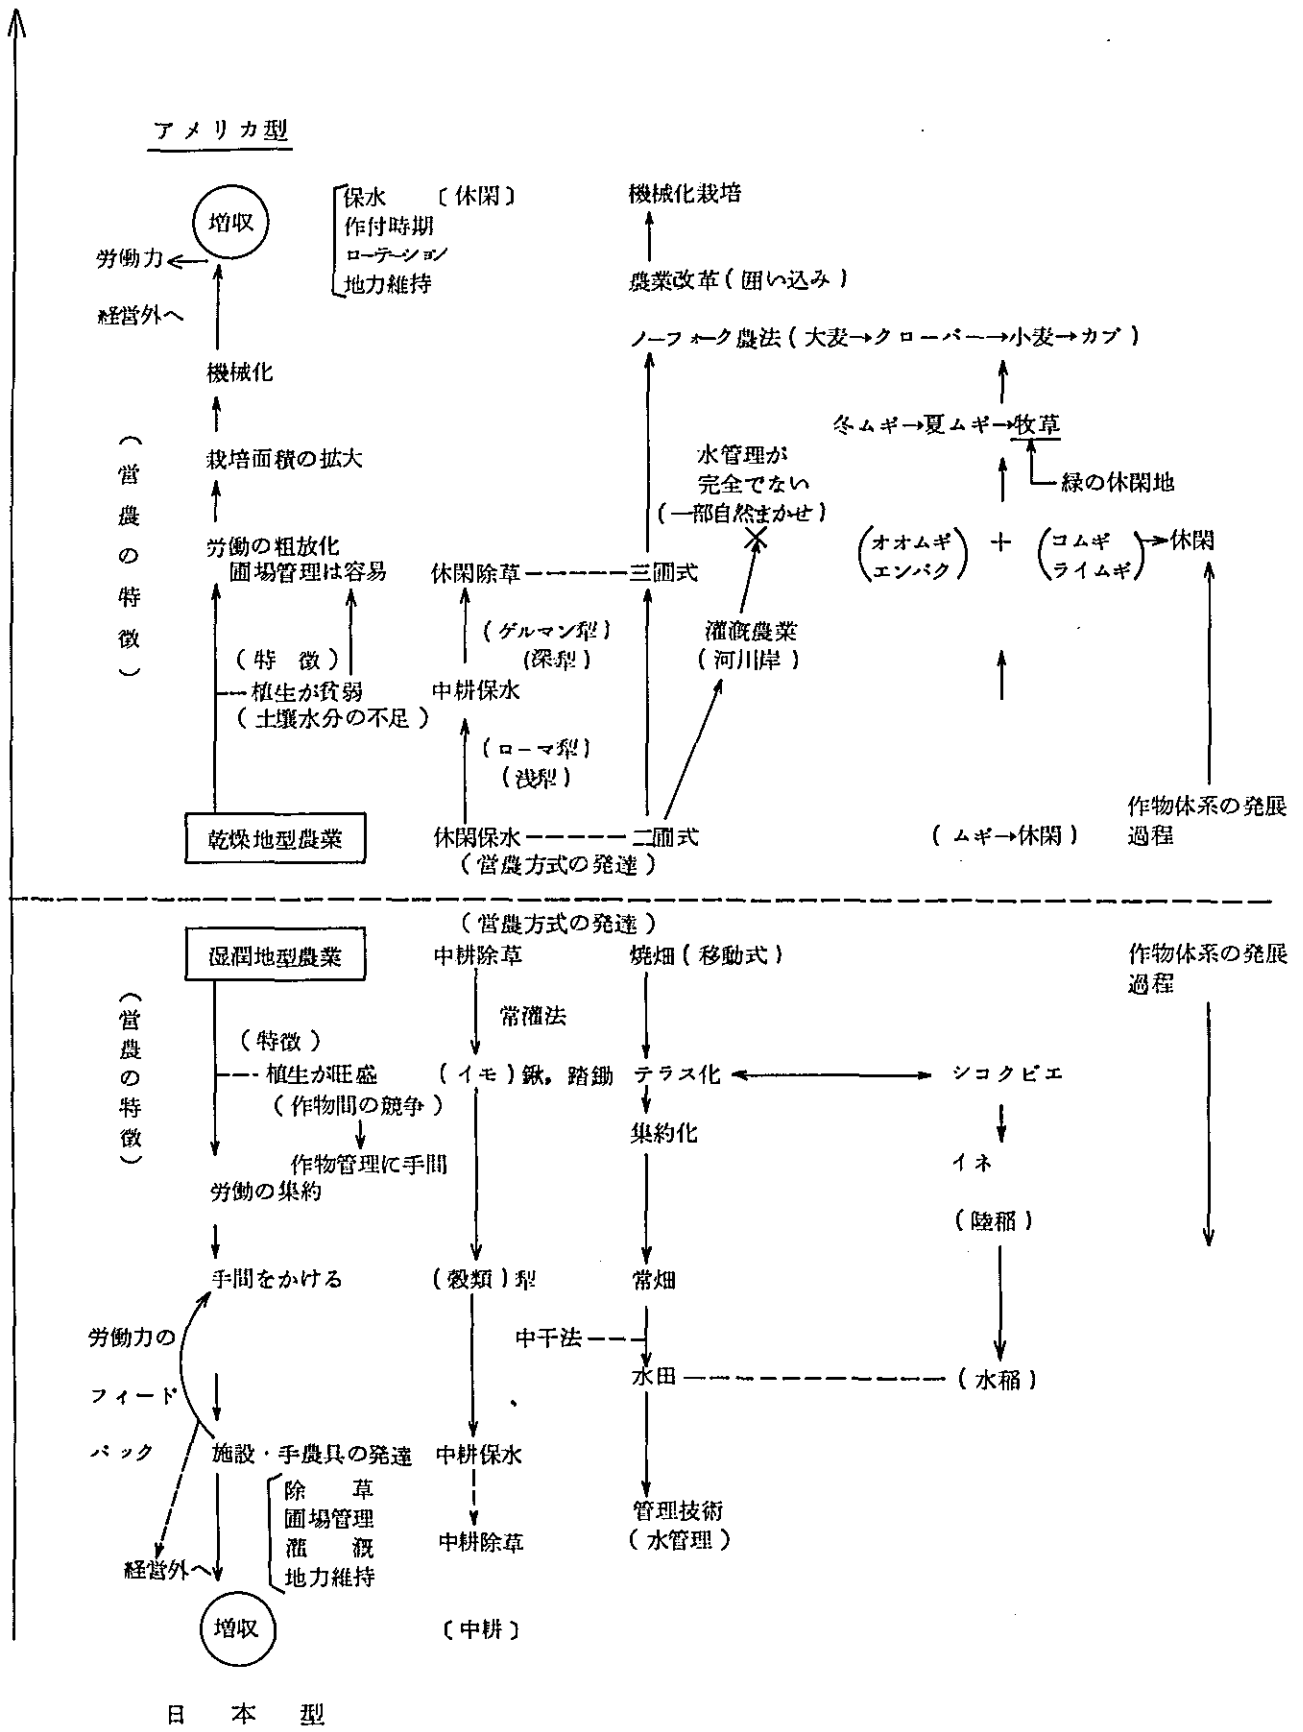 アメリカ型
増収
保水 〔休閑〕
作付時期
ローテーション
地力維持
機械化栽培
労働力
経営外へ
農業改革(囲い込み)
ノーフォーク農法(大麦→クローバー→小麦→カブ)
機械化
冬ムギ→夏ムギ→牧草
緑の休閑地
(営農の特徴)
栽培面積の拡大
水管理が
完全でない
(一部自然まかせ)
労働の粗放化
圃場管理は容易
休閑除草-----三圃式
(オオムギ
エンバク)
+
(コムギ
ライムギ)
→休閑
(ゲルマン犁)
(深犁)
灌漑農業
(河川岸)
(特 徴)
植生が貧弱
(土壌水分の不足)
中耕保水
(ローマ犁)
(浅犁)
乾燥地型農業
休閑保水-----二圃式
(営農方式の発達)
(ムギ→休閑)
作物体系の発展
過程
(営農方式の発達)
湿潤地型農業
中耕除草
焼畑(移動式)
作物体系の発展
過程
(営農の特徴)
常灌法
(特徴)
植生が旺盛
(作物間の競争)
(イモ)鍬,踏鋤
テラス化
シコクビエ
集約化
作物管理に手間
労働の集約
イネ
(陸稲)
手間をかける
(穀類)犁
常畑
労働力の
フィード
バック
中干法
水田
(水稲)
施設・手農具の発達
中耕保水
除 草
圃場管理
灌 漑
地力維持
管理技術
(水管理)
中耕除草
経営外へ
増収
〔中耕〕
日 本 型